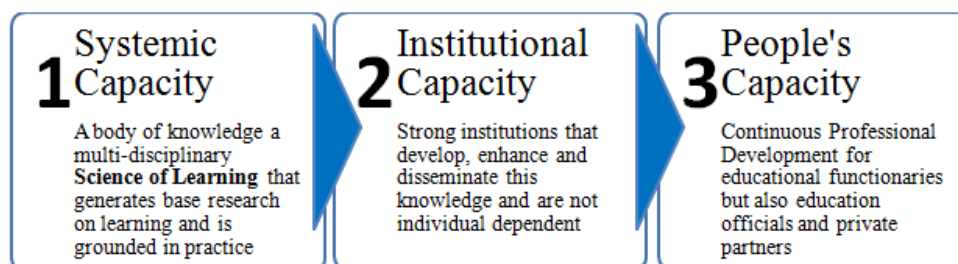 1
Systemic
Capacity
A body of knowledge a
multi-disciplinary
Science of Learning that
generates base research
on learning and is
grounded in practice
2
Institutional
Capacity
Strong institutions that
develop, enhance and
disseminate this
knowledge and are not
individual dependent
3
People's
Capacity
Continuous Professional
Development for
educational functionaries
but also education
officials and private
partners